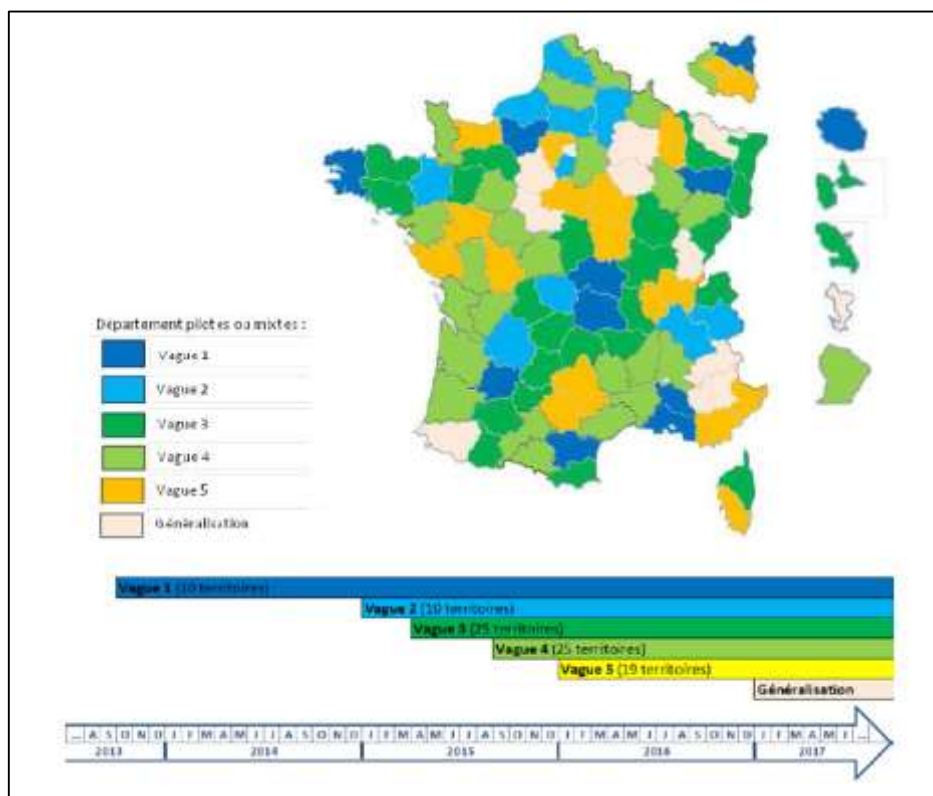 Département pilotes ou mixtes :
Vague 1
Vague 2
Vague 3
Vague 4
Vague 5
Généralisation
Vague 1 (10 territoires)
Vague 2 (10 territoires)
Vague 3 (25 territoires)
Vague 4 (25 territoires)
Vague 5 (19 territoires)
Généralisation
... A S O N D J F M A M J J A S O N D J F M A M J J A S O N D J F M A M J J A S O N D J F M A M J ...
2013 2014 2015 2016 2017